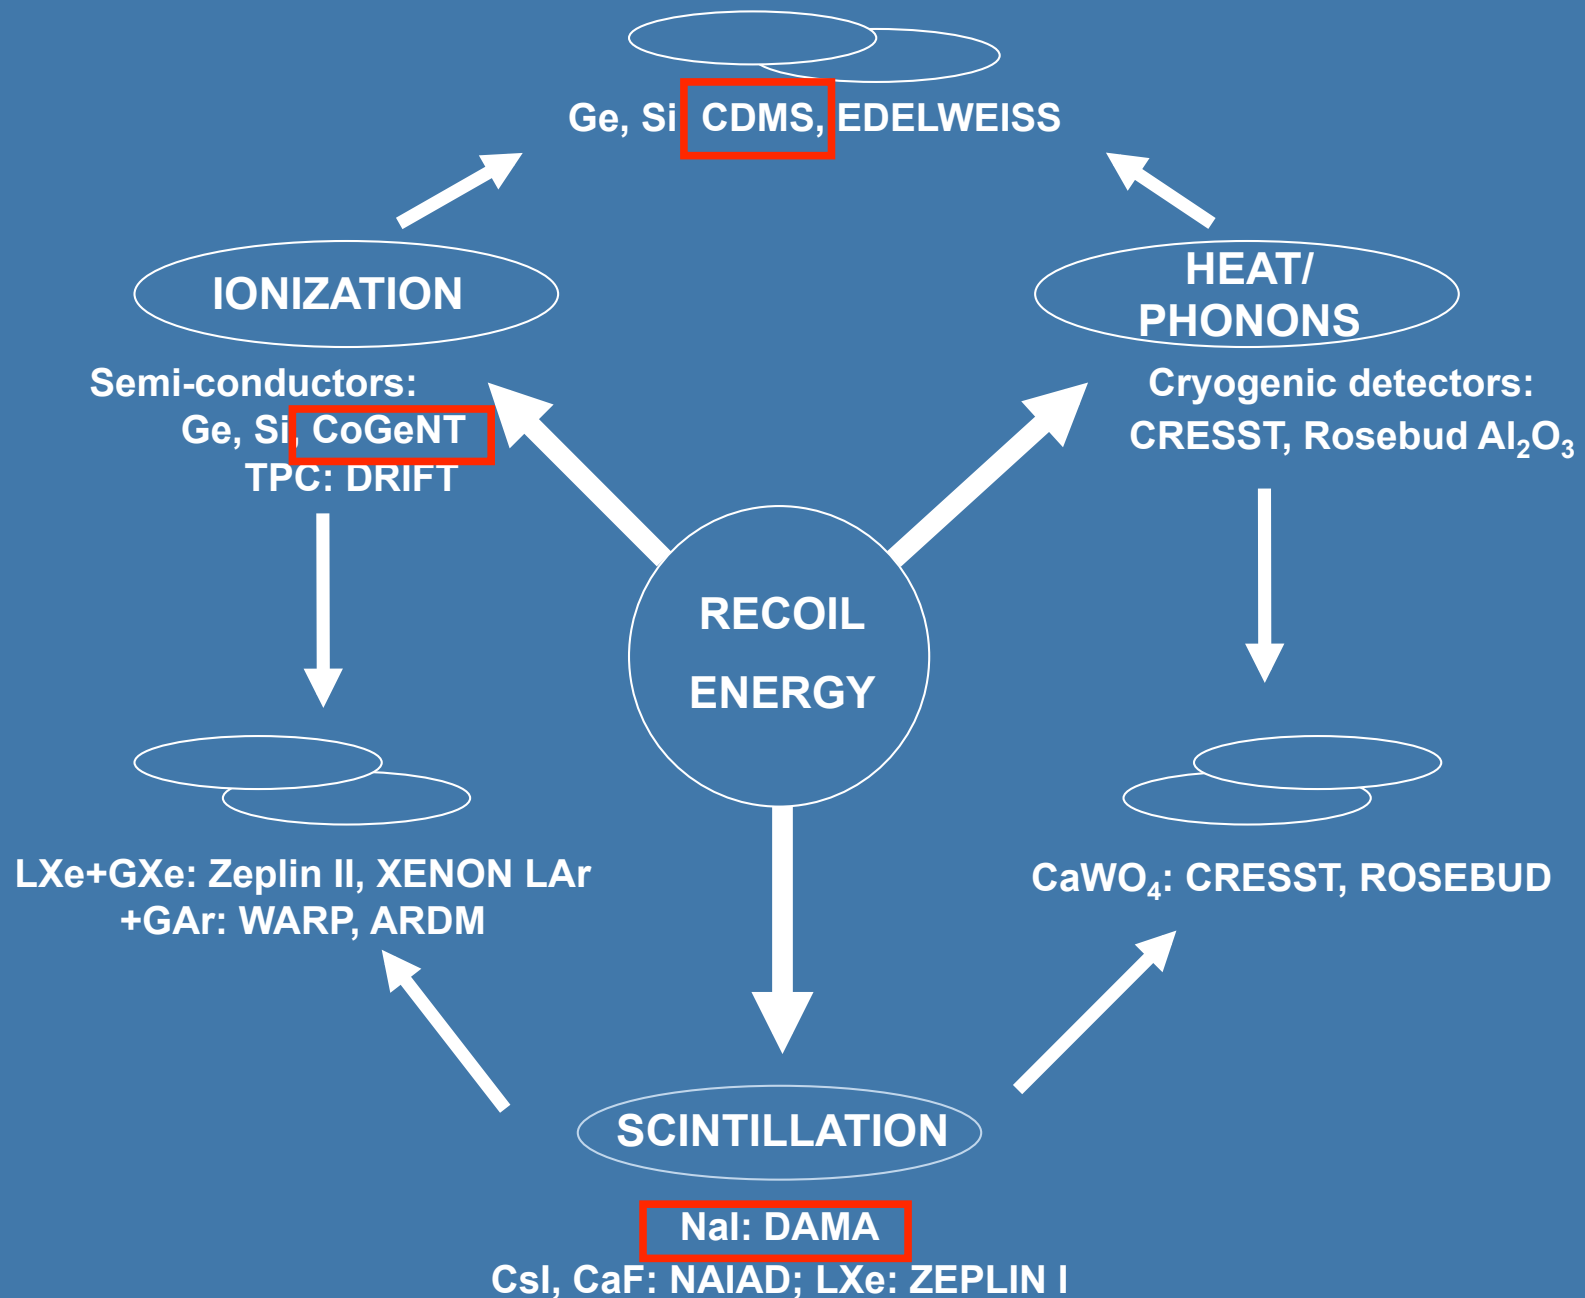 Ge, Si CDMS, EDELWEISS
IONIZATION
HEAT/
PHONONS
Semi-conductors:
Ge, Si, CoGeNT
TPC: DRIFT
Cryogenic detectors:
CRESST, Rosebud Al₂O₃
RECOIL
ENERGY
LXe+GXe: Zeplin II, XENON LAr
+GAr: WARP, ARDM
CaWO₄: CRESST, ROSEBUD
SCINTILLATION
NaI: DAMA
CsI, CaF: NAIAD; LXe: ZEPLIN I